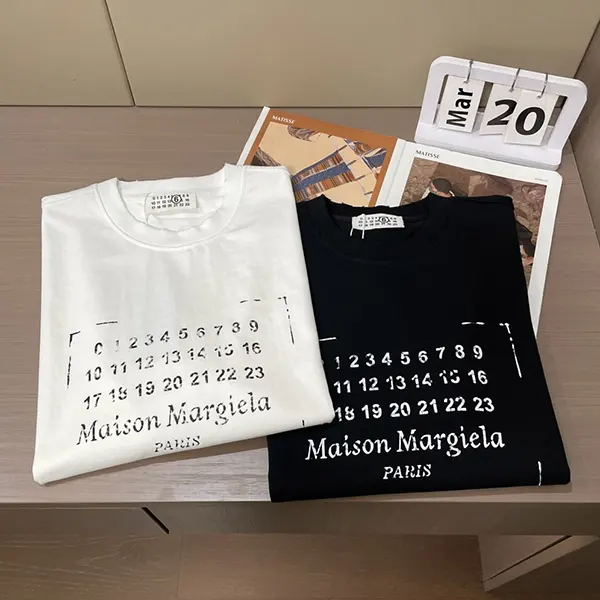 MATISSE
MATISSE
Mar 20
0 1 2 3 4 5 6 7 8 9
10 11 12 13 14 15 16
17 18 19 20 21 22 23
Maison Margiela
PARIS
1 2 3 4 5 6 7 8 9
11 12 13 14 15 16
18 19 20 21 22 23
Maison Margiela
PARIS